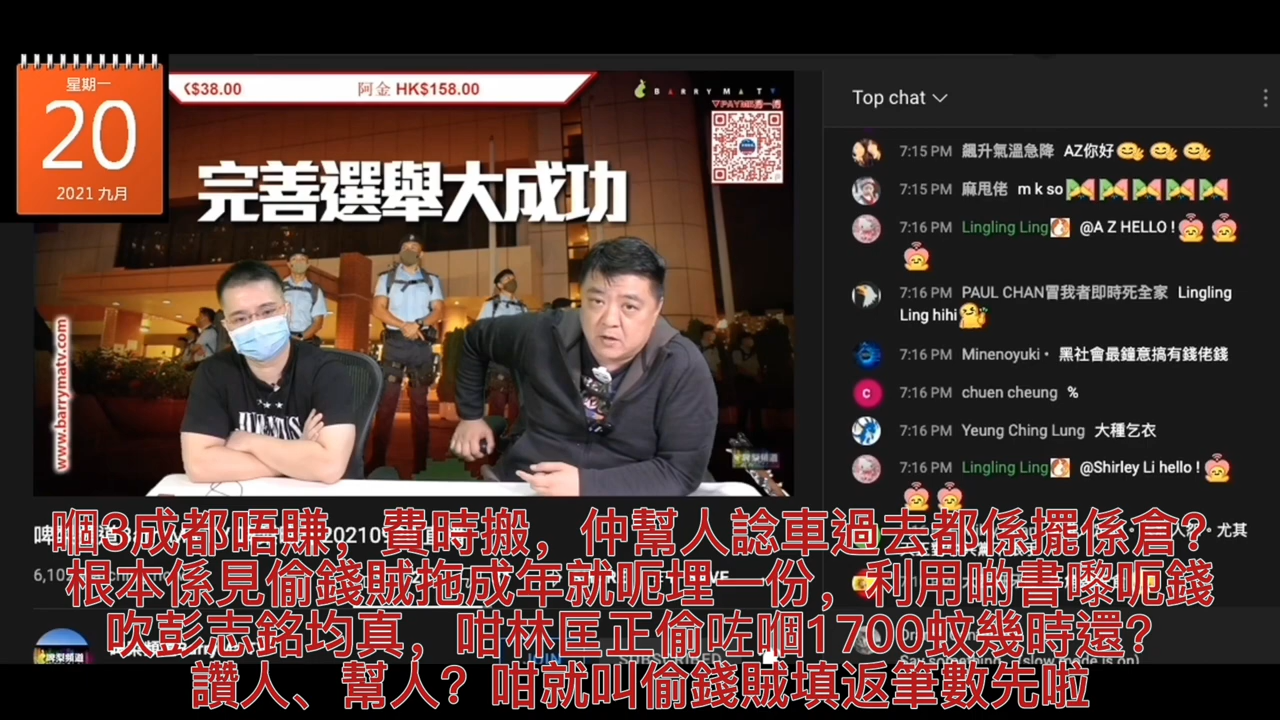 星期一
20
2021 九月
$38.00
阿金 HK$158.00
BARRYMATV
PAYME
完善選舉大成功
www.barrymatv.com
啤梨頻道
Top chat
7:15 PM 飆升氣溫急降 AZ你好
7:15 PM 麻甩佬 m k so
7:16 PM Lingling Ling @A Z HELLO !
7:16 PM PAUL CHAN冒我者即時死全家 Lingling
Ling hihi
7:16 PM Minenoyuki • 黑社會最鐘意搞有錢佬錢
7:16 PM chuen cheung %
7:16 PM Yeung Ching Lung 大種乞衣
7:16 PM Lingling Ling @Shirley Li hello !
尤其
嗰3成都唔賺，費時搬，仲幫人諗車過去都係擺係倉?
根本係見偷錢賊拖成年就呃埋一份，利用啲書嚟呃錢
吹彭志銘均真，咁林匡正偷咗嗰1700蚊幾時還?
讚人、幫人? 咁就叫偷錢賊填返筆數先啦